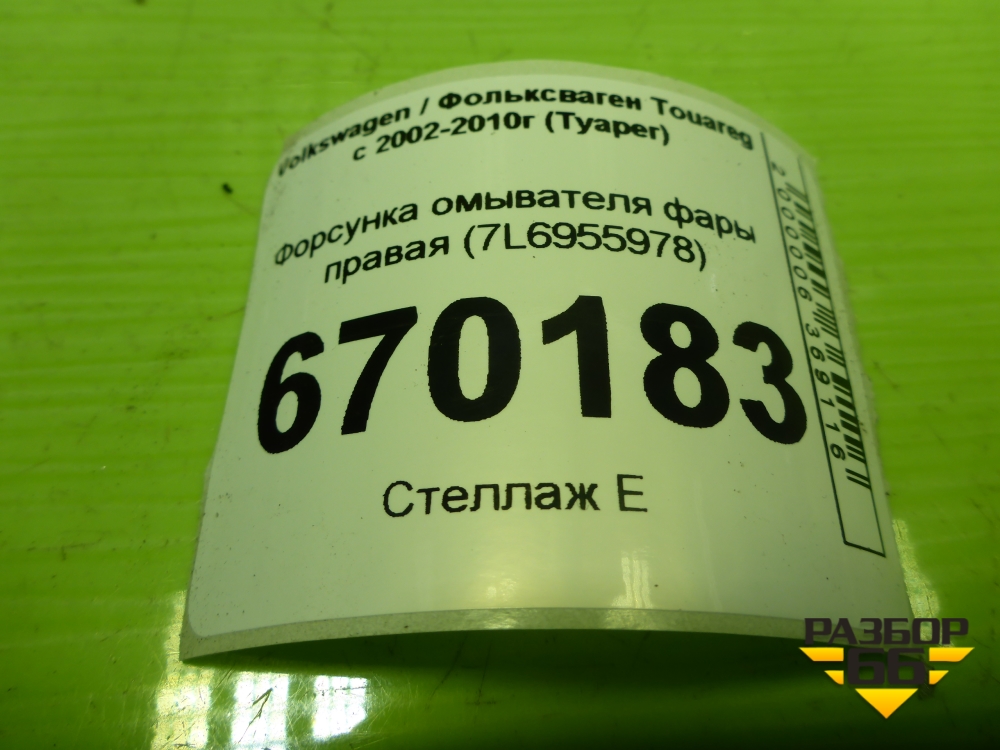 Volkswagen / Фольксваген Touareg
с 2002-2010г (Туарег)
Форсунка омывателя фары
правая (7L6955978)
670183
Стеллаж Е
2000006369116
РАЗБОР
66